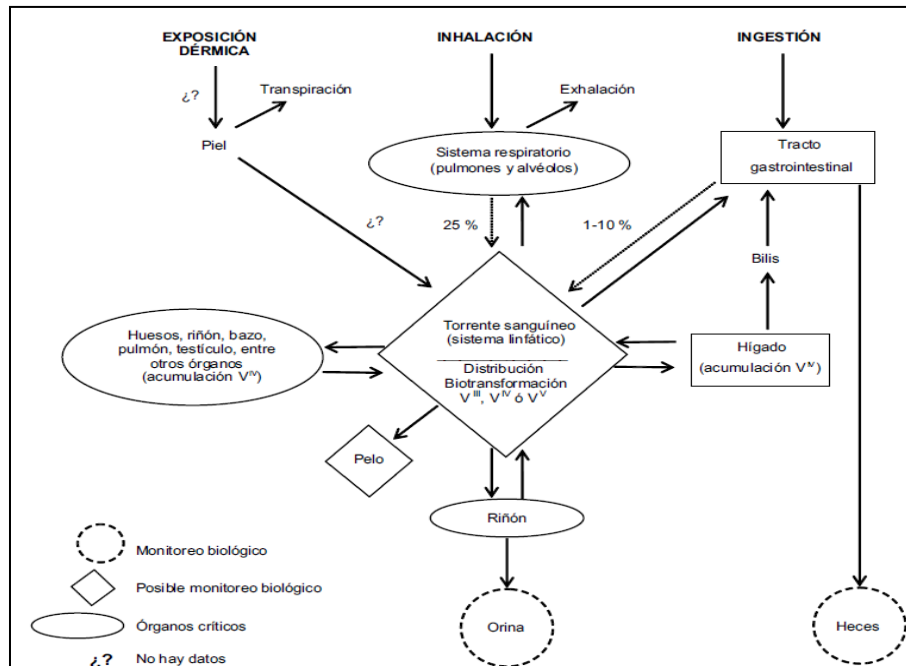 EXPOSICIÓN
DÉRMICA
INHALACIÓN
INGESTIÓN
¿?
Transpiración
Exhalación
Piel
Sistema respiratorio
(pulmones y alvéolos)
Tracto
gastrointestinal
¿?
25 %
1-10 %
Bilis
Huesos, riñón, bazo,
pulmón, testículo, entre
otros órganos
(acumulación V^IV)
Torrente sanguíneo
(sistema linfático)
Distribución
Biotransformación
V^III, V^IV ó V^V
Hígado
(acumulación V^IV)
Pelo
Riñón
Orina
Heces
Monitoreo biológico
Posible monitoreo biológico
Órganos críticos
¿? No hay datos